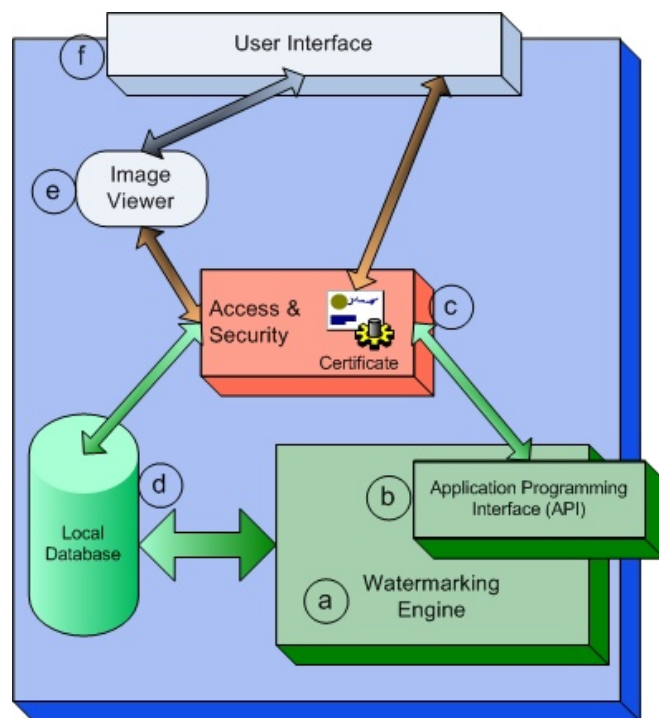 f
User Interface
e
Image
Viewer
Access &
Security
Certificate
c
d
Local
Database
b
Application Programming
Interface (API)
a
Watermarking
Engine